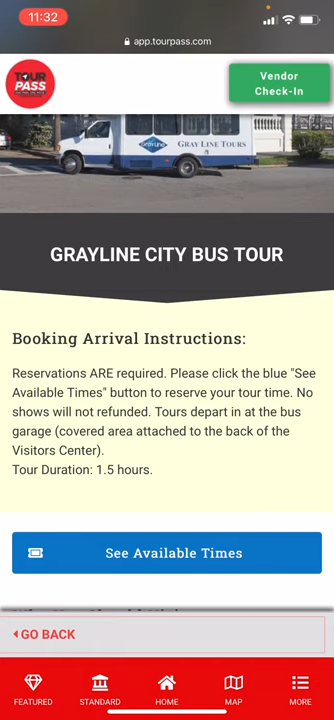 11:32
app.tourpass.com
TOUR
PASS
Vendor
Check-In
Gray Line
GRAY LINE TOURS
GRAYLINE CITY BUS TOUR
Booking Arrival Instructions:
Reservations ARE required. Please click the blue "See
Available Times" button to reserve your tour time. No
shows will not refunded. Tours depart in at the bus
garage (covered area attached to the back of the
Visitors Center).
Tour Duration: 1.5 hours.
See Available Times
GO BACK
FEATURED
STANDARD
HOME
MAP
MORE